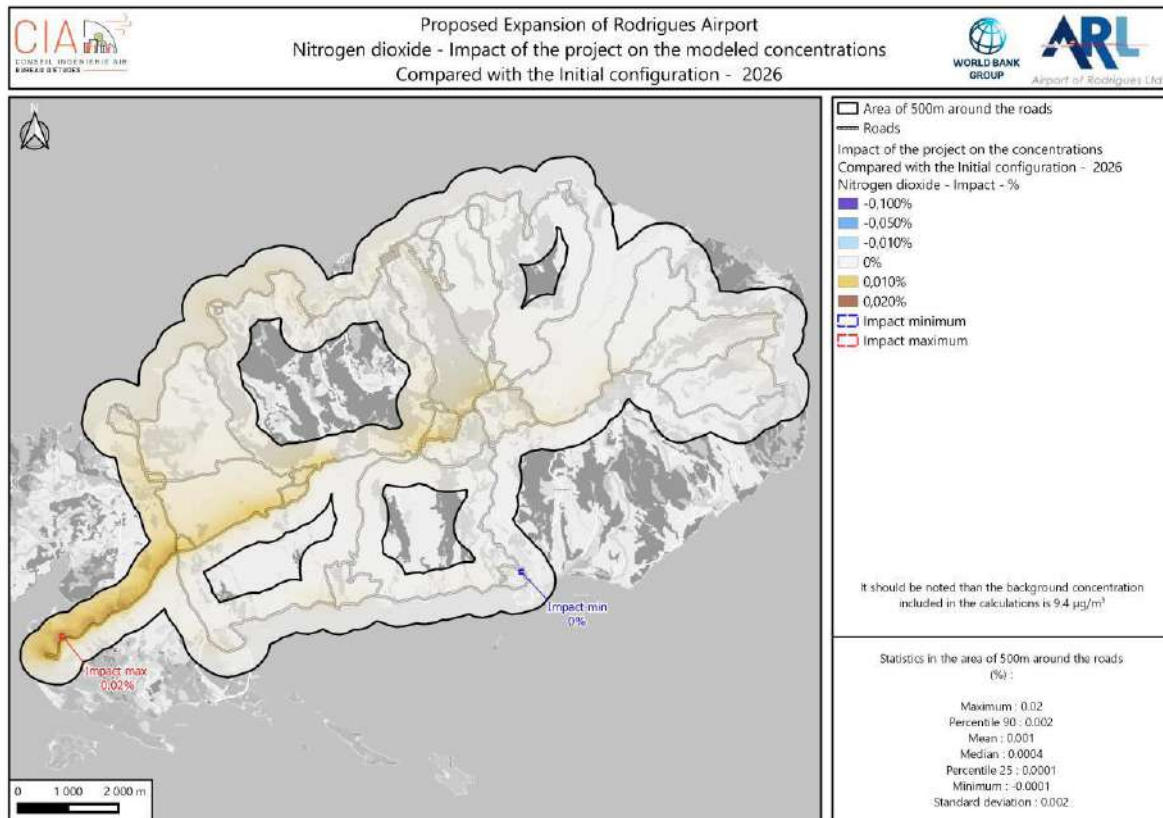 CIA
CONSEIL INGENIERIE AIR
BUREAU D'ETUDES
Proposed Expansion of Rodrigues Airport
Nitrogen dioxide - Impact of the project on the modeled concentrations
Compared with the Initial configuration - 2026
WORLD BANK
GROUP
ARL
Airport of Rodrigues Ltd
N
Impact min
0%
Impact max
0.02%
0 1 000 2 000 m
Area of 500m around the roads
Roads
Impact of the project on the concentrations
Compared with the Initial configuration - 2026
Nitrogen dioxide - Impact - %
-0,100%
-0,050%
-0,010%
0%
0,010%
0,020%
Impact minimum
Impact maximum
It should be noted than the background concentration
included in the calculations is 9.4 µg/m³
Statistics in the area of 500m around the roads
(%) :
Maximum : 0.02
Percentile 90 : 0.002
Mean : 0.001
Median : 0.0004
Percentile 25 : 0.0001
Minimum : -0.0001
Standard deviation : 0.002